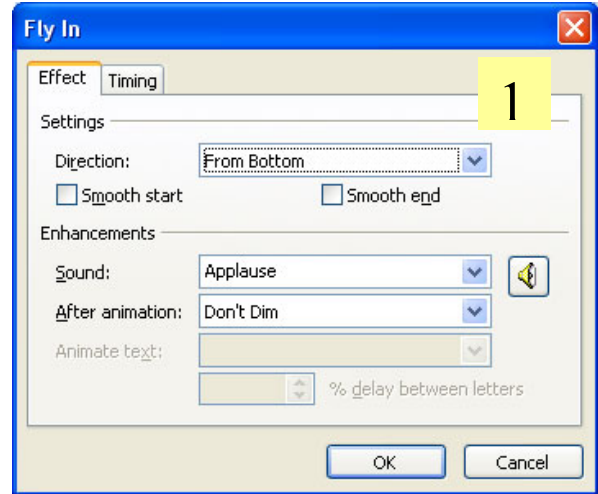 Fly In
Effect Timing
1
Settings
Direction: From Bottom
Smooth start Smooth end
Enhancements
Sound: Applause
After animation: Don't Dim
Animate text:
% delay between letters
OK Cancel